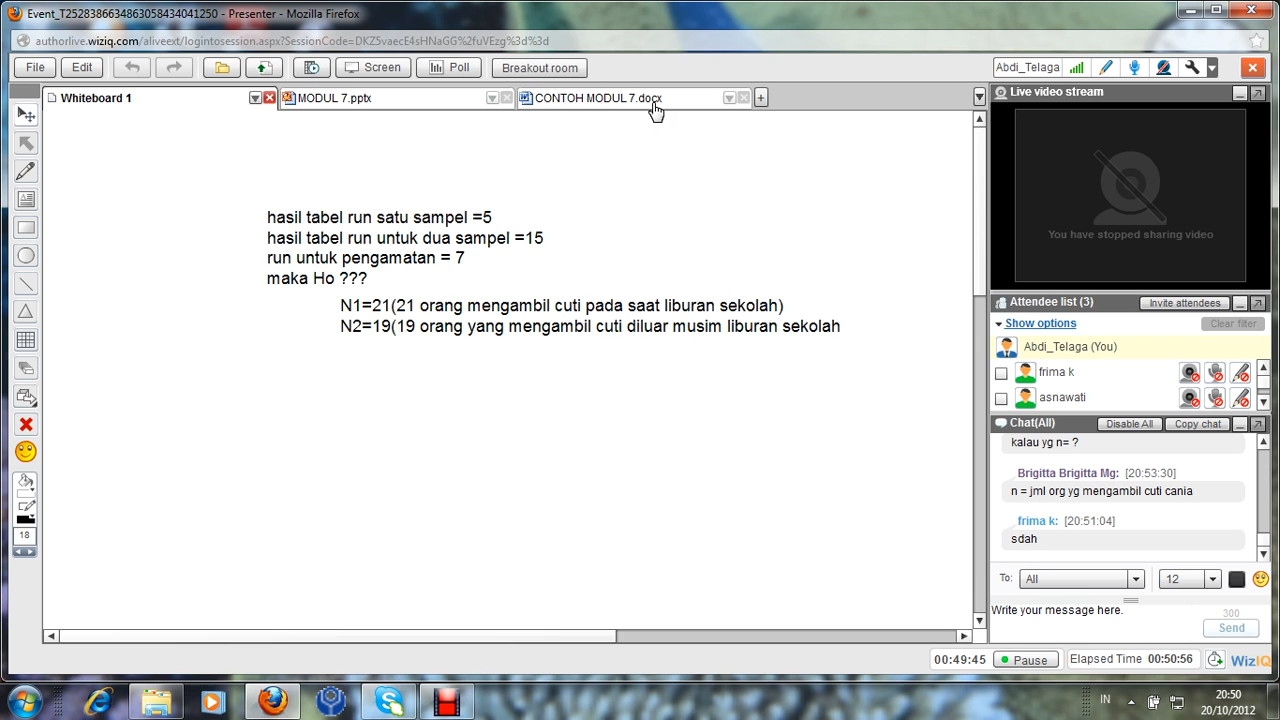 Event_T25283866348630584340​41250 - Presenter - Mozilla Firefox
authorlive.wiziq.com/aliveext/logintosession.aspx?SessionCode=DKZ5vaecE4sHNaGG%2fuVEzg%3d%3d
File Edit Screen Poll Breakout room Abdi_Telaga
Whiteboard 1 MODUL 7.pptx CONTOH MODUL 7.docx
hasil tabel run satu sampel =5
hasil tabel run untuk dua sampel =15
run untuk pengamatan = 7
maka Ho ???
N1=21(21 orang mengambil cuti pada saat liburan sekolah)
N2=19(19 orang yang mengambil cuti diluar musim liburan sekolah
18
Live video stream
You have stopped sharing video
Attendee list (3) Invite attendees
Show options Clear filter
Abdi_Telaga (You)
frima k
asnawati
Chat(All) Disable All Copy chat
kalau yg n= ?
Brigitta Brigitta Mg: [20:53:30]
n = jml org yg mengambil cuti cania
frima k: [20:51:04]
sdah
To: All 12
Write your message here.
300
Send
00:49:45 Pause Elapsed Time 00:50:56 WizIQ
IN 20:50
20/10/2012